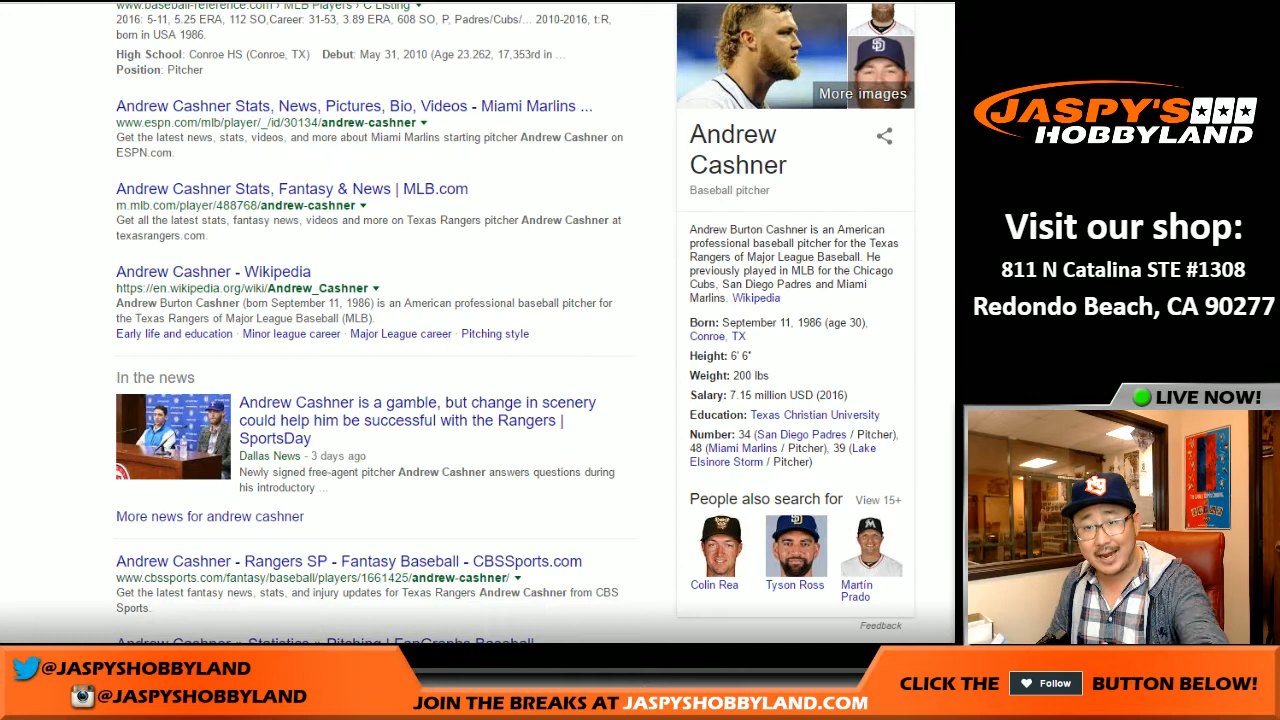 www.baseball-reference.com › MLB Players › C Listing
2016: 5-11, 5.25 ERA, 112 SO,Career: 31-53, 3.89 ERA, 608 SO, P, Padres/Cubs/... 2010-2016, t:R,
born in USA 1986.
High School: Conroe HS (Conroe, TX) Debut: May 31, 2010 (Age 23.262, 17,353rd in ...
Position: Pitcher
Andrew Cashner Stats, News, Pictures, Bio, Videos - Miami Marlins ...
www.espn.com/mlb/player/_/id/30134/andrew-cashner
Get the latest news, stats, videos, and more about Miami Marlins starting pitcher Andrew Cashner on
ESPN.com.
Andrew Cashner Stats, Fantasy & News | MLB.com
m.mlb.com/player/488768/andrew-cashner
Get all the latest stats, fantasy news, videos and more on Texas Rangers pitcher Andrew Cashner at
texasrangers.com.
Andrew Cashner - Wikipedia
https://en.wikipedia.org/wiki/Andrew_Cashner
Andrew Burton Cashner (born September 11, 1986) is an American professional baseball pitcher for
the Texas Rangers of Major League Baseball (MLB).
Early life and education · Minor league career · Major League career · Pitching style
In the news
Andrew Cashner is a gamble, but change in scenery
could help him be successful with the Rangers |
SportsDay
Dallas News - 3 days ago
Newly signed free-agent pitcher Andrew Cashner answers questions during
his introductory ...
More news for andrew cashner
Andrew Cashner - Rangers SP - Fantasy Baseball - CBSSports.com
www.cbssports.com/fantasy/baseball/players/1661425/andrew-cashner/
Get the latest fantasy news, stats, and injury updates for Texas Rangers Andrew Cashner from CBS
Sports.
Andrew Cashner » Statistics » Pitching | FanGraphs Baseball
More images
Andrew
Cashner
Baseball pitcher
Andrew Burton Cashner is an American
professional baseball pitcher for the Texas
Rangers of Major League Baseball. He
previously played in MLB for the Chicago
Cubs, San Diego Padres and Miami
Marlins. Wikipedia
Born: September 11, 1986 (age 30),
Conroe, TX
Height: 6′ 6″
Weight: 200 lbs
Salary: 7.15 million USD (2016)
Education: Texas Christian University
Number: 34 (San Diego Padres / Pitcher),
48 (Miami Marlins / Pitcher), 39 (Lake
Elsinore Storm / Pitcher)
People also search for View 15+
Colin Rea
Tyson Ross
Martín
Prado
Feedback
JASPY'S
HOBBYLAND
Visit our shop:
811 N Catalina STE #1308
Redondo Beach, CA 90277
LIVE NOW!
@JASPYSHOBBYLAND
@JASPYSHOBBYLAND
JOIN THE BREAKS AT JASPYSHOBBYLAND.COM
CLICK THE Follow BUTTON BELOW!